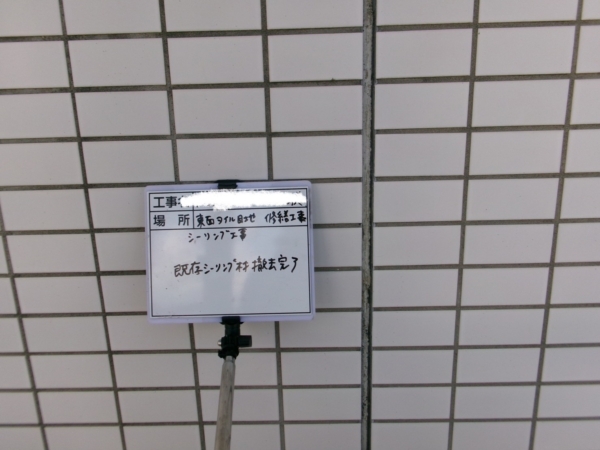 工事
場所 東面タイル目地 修繕工事
シーリング工事
既存シーリング材撤去完了